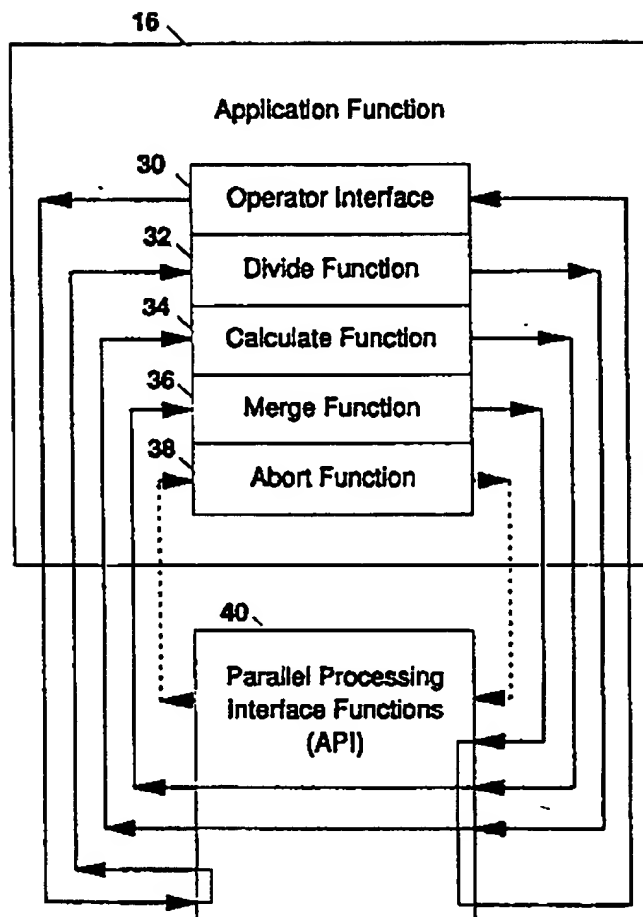 16
Application Function
30
Operator Interface
32
Divide Function
34
Calculate Function
36
Merge Function
38
Abort Function
40
Parallel Processing
Interface Functions
(API)